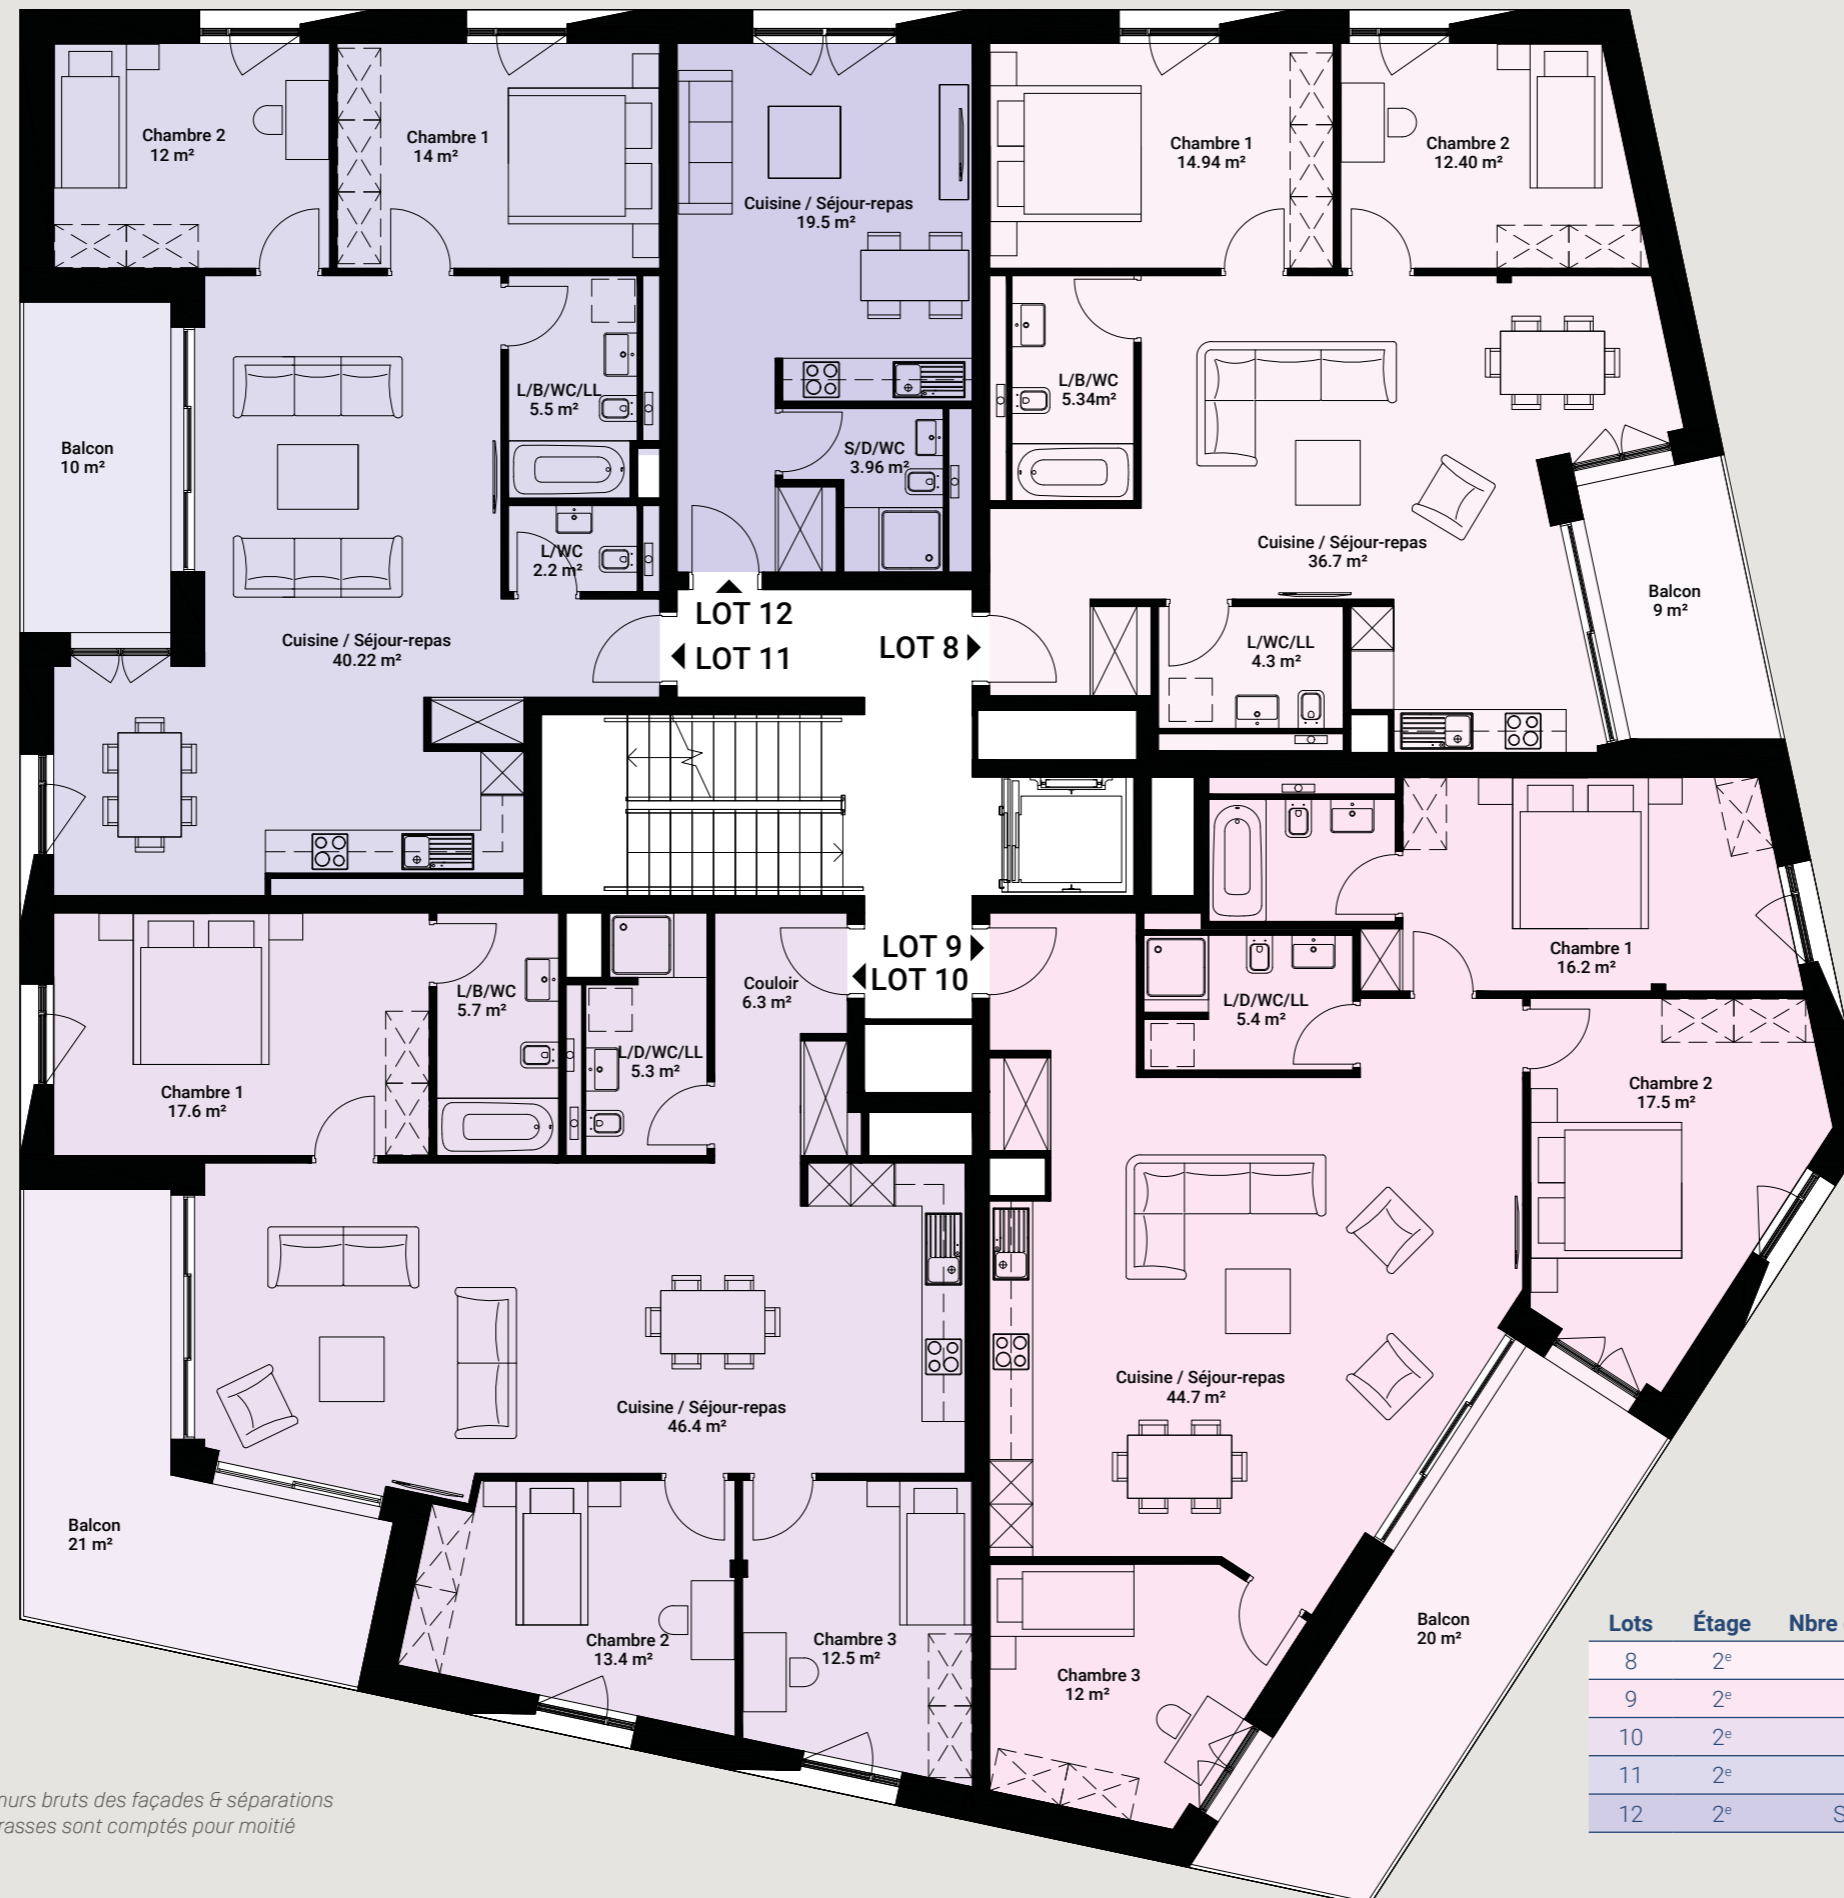 Chambre 2
12 m²
Chambre 1
14 m²
Cuisine / Séjour-repas
19.5 m²
Chambre 1
14.94 m²
Chambre 2
12.40 m²
L/B/WC/LL
5.5 m²
L/B/WC
5.34m²
Balcon
10 m²
S/D/WC
3.96 m²
L/WC
2.2 m²
Cuisine / Séjour-repas
36.7 m²
Balcon
9 m²
LOT 12
LOT 11
LOT 8
Cuisine / Séjour-repas
40.22 m²
L/WC/LL
4.3 m²
LOT 9
LOT 10
Chambre 1
16.2 m²
Couloir
6.3 m²
L/B/WC
5.7 m²
L/D/WC/LL
5.4 m²
L/D/WC/LL
5.3 m²
Chambre 1
17.6 m²
Chambre 2
17.5 m²
Cuisine / Séjour-repas
46.4 m²
Cuisine / Séjour-repas
44.7 m²
Balcon
21 m²
Chambre 2
13.4 m²
Chambre 3
12.5 m²
Chambre 3
12 m²
Balcon
20 m²
Lots Étage Nbre
8 2e
9 2e
10 2e
11 2e
12 2e S
bruts des façades & séparations
sont comptés pour moitié